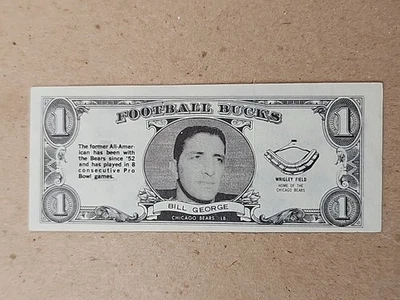 FOOTBALL BUCKS
1
1
The former All-Amer-
ican has been with
the Bears since '52
and has played in 8
consecutive Pro
Bowl games.
WRIGLEY FIELD
HOME OF THE
CHICAGO BEARS
BILL GEORGE
CHICAGO BEARS LB
1
1